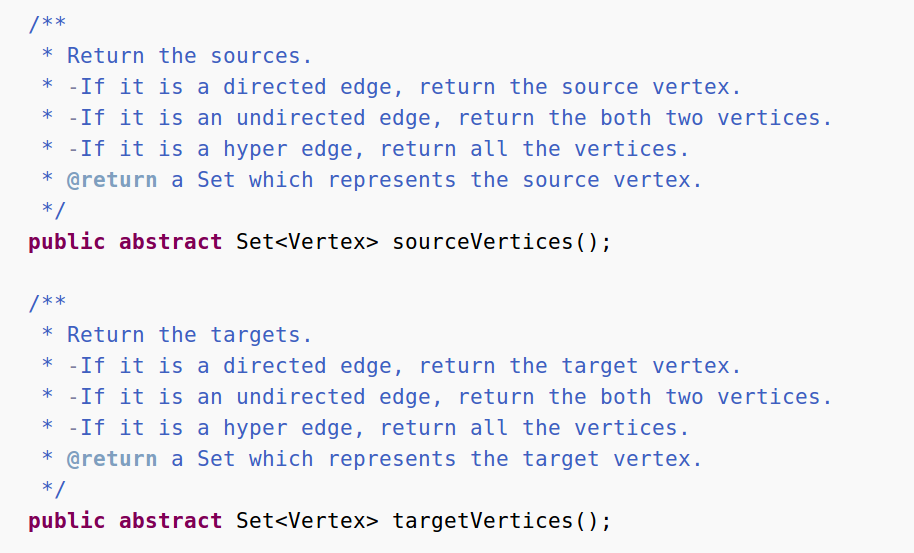 /**
 * Return the sources.
 * -If it is a directed edge, return the source vertex.
 * -If it is an undirected edge, return the both two vertices.
 * -If it is a hyper edge, return all the vertices.
 * @return a Set which represents the source vertex.
 */
public abstract Set<Vertex> sourceVertices();

/**
 * Return the targets.
 * -If it is a directed edge, return the target vertex.
 * -If it is an undirected edge, return the both two vertices.
 * -If it is a hyper edge, return all the vertices.
 * @return a Set which represents the target vertex.
 */
public abstract Set<Vertex> targetVertices();